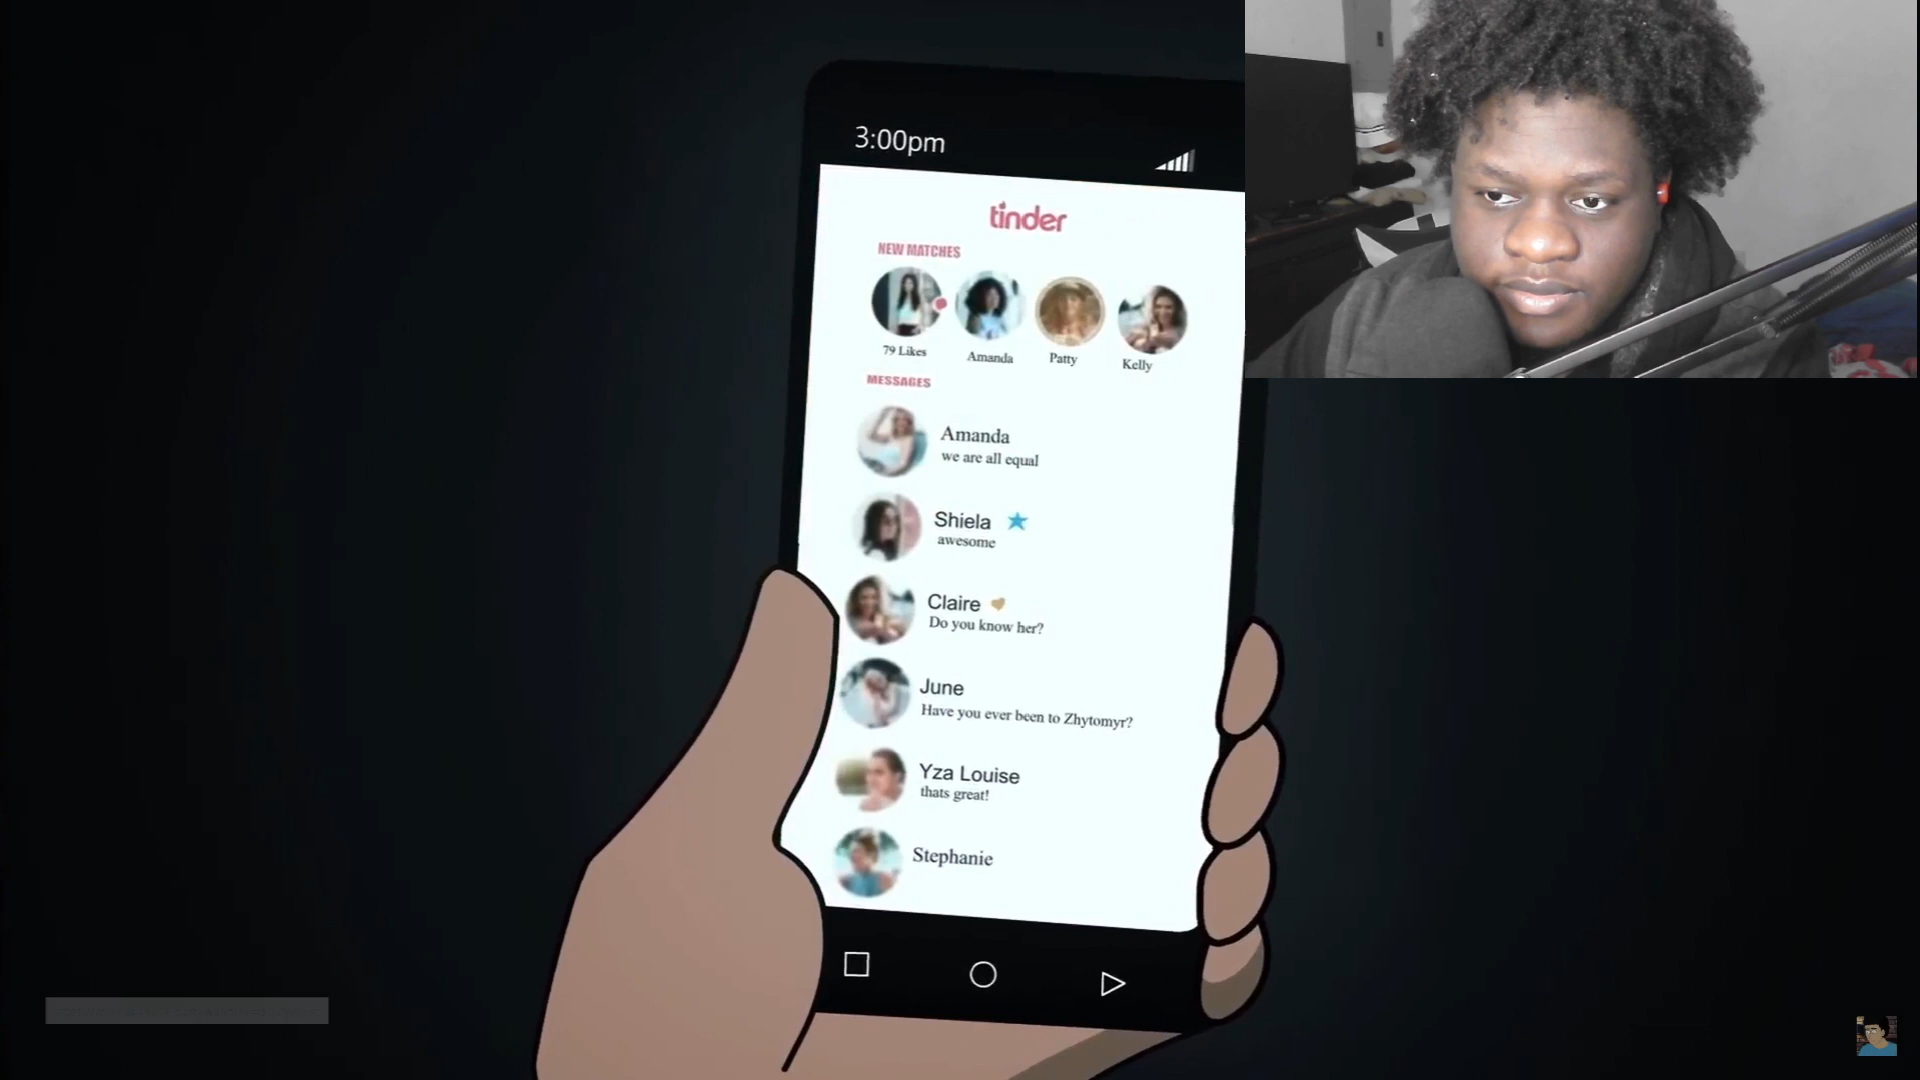 3:00pm
tinder
NEW MATCHES
79 Likes
Amanda
Patty
Kelly
MESSAGES
Amanda
we are all equal
Shiela
awesome
Claire
Do you know her?
June
Have you ever been to Zhytomyr?
Yza Louise
thats great!
Stephanie